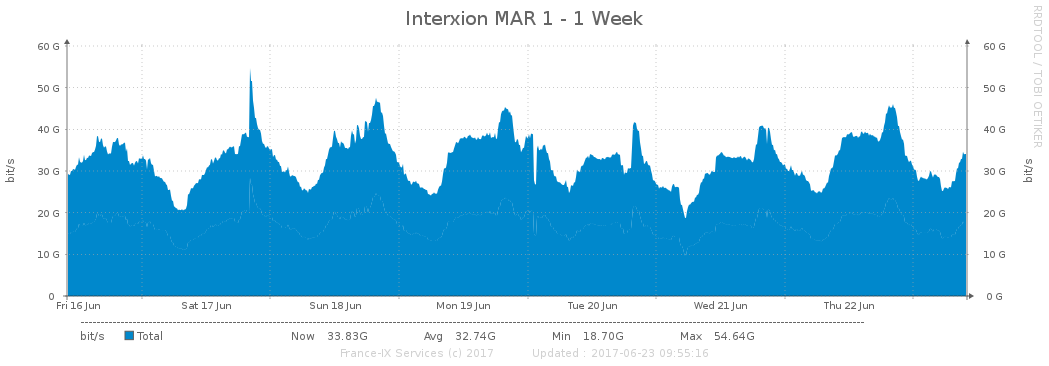 Interxion MAR 1 - 1 Week
RRDTOOL / TOBI OETIKER
bit/s
60 G
50 G
40 G
30 G
20 G
10 G
0
60 G
50 G
40 G
30 G
20 G
10 G
0 G
bit/s
Fri 16 Jun Sat 17 Jun Sun 18 Jun Mon 19 Jun Tue 20 Jun Wed 21 Jun Thu 22 Jun
bit/s Total Now 33.83G Avg 32.74G Min 18.70G Max 54.64G
France-IX Services (c) 2017 Updated : 2017-06-23 09:55:16